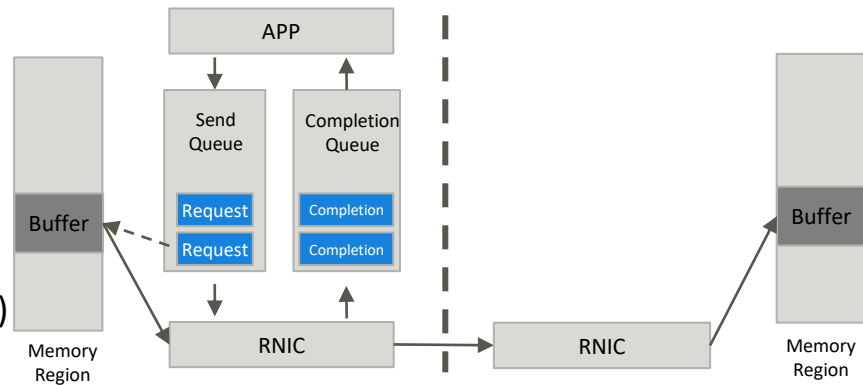 APP
Send
Queue
Completion
Queue
Request
Completion
Buffer
Request
Completion
Buffer
)
RNIC
RNIC
Memory
Region
Memory
Region